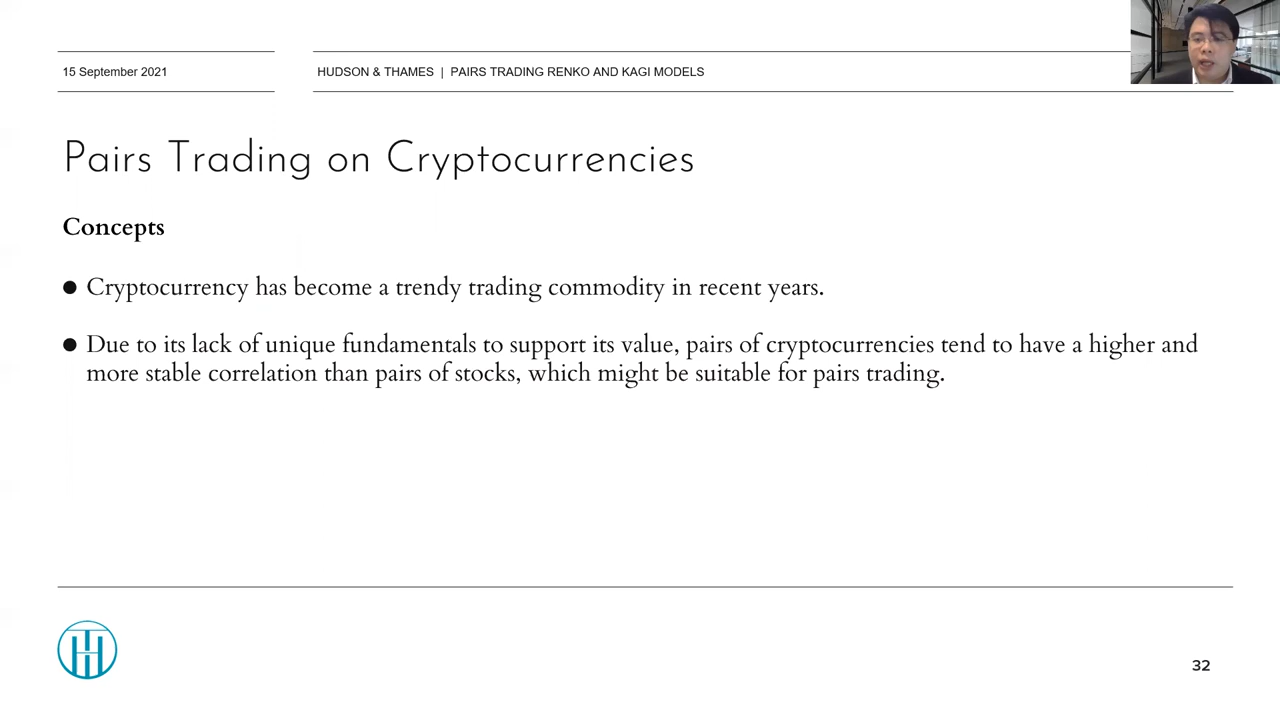 15 September 2021
HUDSON & THAMES | PAIRS TRADING RENKO AND KAGI MODELS
Pairs Trading on Cryptocurrencies
Concepts
● Cryptocurrency has become a trendy trading commodity in recent years.
● Due to its lack of unique fundamentals to support its value, pairs of cryptocurrencies tend to have a higher and
more stable correlation than pairs of stocks, which might be suitable for pairs trading.
32